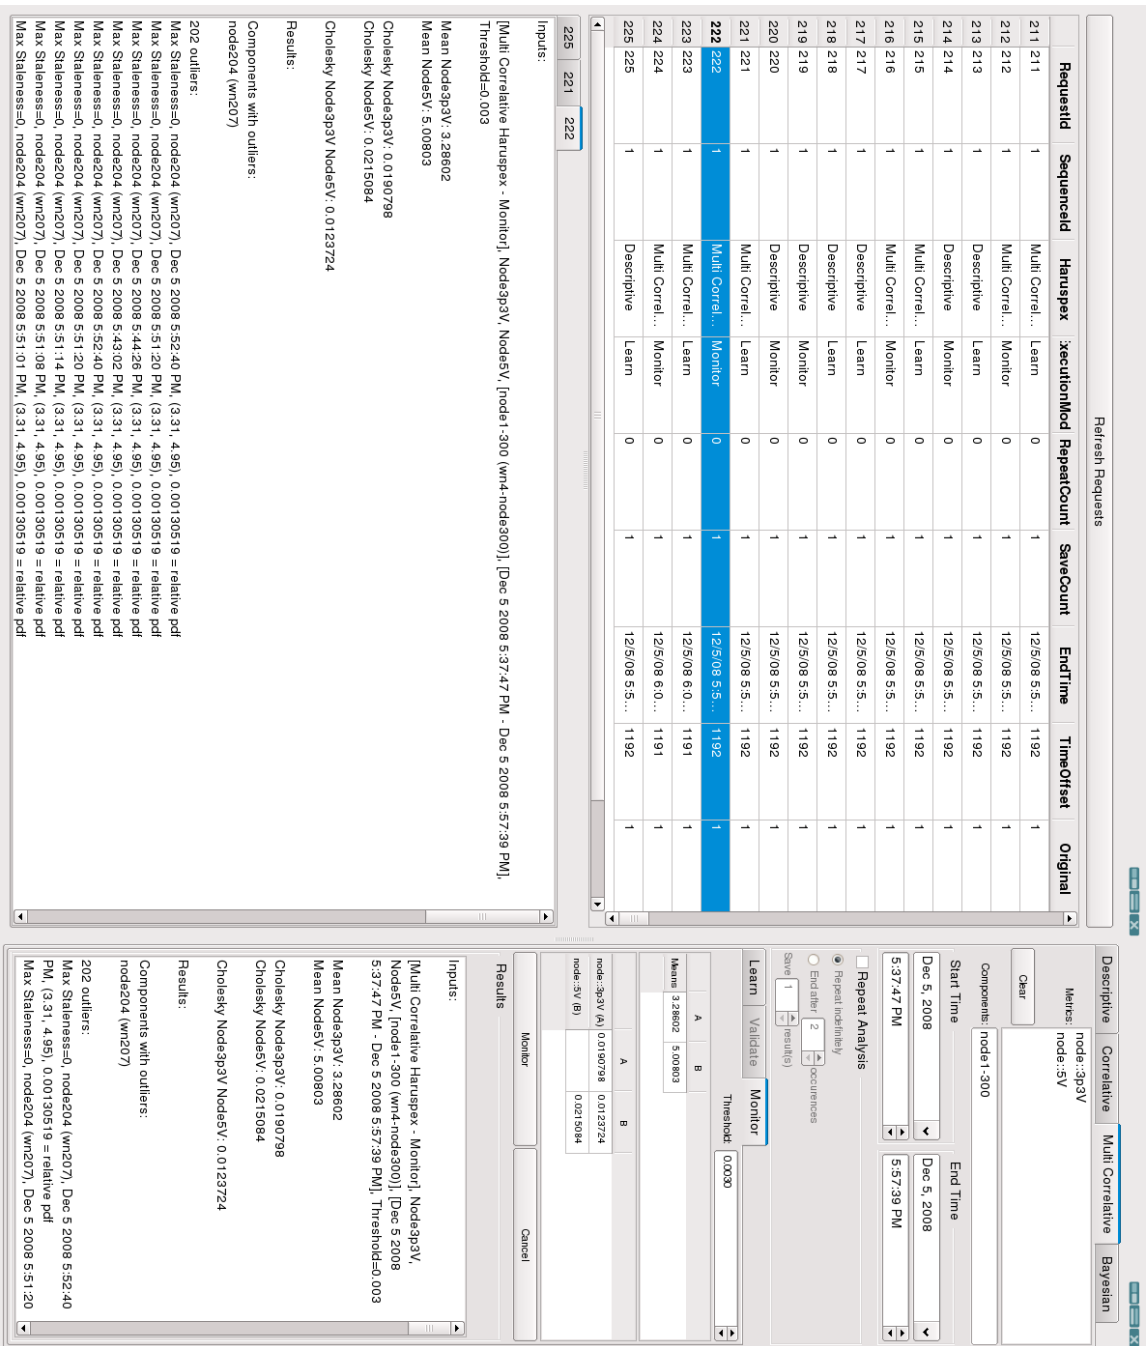 Refresh Requests
RequestId SequenceId Haruspex :xecutionMod RepeatCount SaveCount EndTime TimeOffset Original
211 211 1 Multi Correl... Learn 0 1 12/5/08 5:5... 1192 1
212 212 1 Multi Correl... Monitor 0 1 12/5/08 5:5... 1192 1
213 213 1 Descriptive Learn 0 1 12/5/08 5:5... 1192 1
214 214 1 Descriptive Monitor 0 1 12/5/08 5:5... 1192 1
215 215 1 Multi Correl... Learn 0 1 12/5/08 5:5... 1192 1
216 216 1 Multi Correl... Monitor 0 1 12/5/08 5:5... 1192 1
217 217 1 Descriptive Learn 0 1 12/5/08 5:5... 1192 1
218 218 1 Descriptive Learn 0 1 12/5/08 5:5... 1192 1
219 219 1 Descriptive Monitor 0 1 12/5/08 5:5... 1192 1
220 220 1 Descriptive Monitor 0 1 12/5/08 5:5... 1192 1
221 221 1 Multi Correl... Learn 0 1 12/5/08 5:5... 1192 1
222 222 1 Multi Correl... Monitor 0 1 12/5/08 5:5... 1192 1
223 223 1 Multi Correl... Learn 0 1 12/5/08 6:0... 1191 1
224 224 1 Multi Correl... Monitor 0 1 12/5/08 6:0... 1191 1
225 225 1 Descriptive Learn 0 1 12/5/08 5:5... 1192 1
225 221 222
Inputs:
[Multi Correlative Haruspex - Monitor], Node3p3V, Node5V, [node1-300 (wn4-node300)], [Dec 5 2008 5:37:47 PM - Dec 5 2008 5:57:39 PM],
Threshold=0.003
Mean Node3p3V: 3.28602
Mean Node5V: 5.00803
Cholesky Node3p3V: 0.0190798
Cholesky Node5V: 0.0215084
Cholesky Node3p3V Node5V: 0.0123724
Results:
Components with outliers:
node204 (wn207)
202 outliers:
Max Staleness=0, node204 (wn207), Dec 5 2008 5:52:40 PM, (3.31, 4.95), 0.00130519 = relative pdf
Max Staleness=0, node204 (wn207), Dec 5 2008 5:51:20 PM, (3.31, 4.95), 0.00130519 = relative pdf
Max Staleness=0, node204 (wn207), Dec 5 2008 5:44:26 PM, (3.31, 4.95), 0.00130519 = relative pdf
Max Staleness=0, node204 (wn207), Dec 5 2008 5:43:02 PM, (3.31, 4.95), 0.00130519 = relative pdf
Max Staleness=0, node204 (wn207), Dec 5 2008 5:52:40 PM, (3.31, 4.95), 0.00130519 = relative pdf
Max Staleness=0, node204 (wn207), Dec 5 2008 5:51:20 PM, (3.31, 4.95), 0.00130519 = relative pdf
Max Staleness=0, node204 (wn207), Dec 5 2008 5:51:14 PM, (3.31, 4.95), 0.00130519 = relative pdf
Max Staleness=0, node204 (wn207), Dec 5 2008 5:51:08 PM, (3.31, 4.95), 0.00130519 = relative pdf
Max Staleness=0, node204 (wn207), Dec 5 2008 5:51:01 PM, (3.31, 4.95), 0.00130519 = relative pdf
Descriptive Correlative Multi Correlative Bayesian
Metrics: node::3p3V
node::5V
Clear
Components: node1-300
Start Time End Time
Dec 5, 2008 Dec 5, 2008
5:37:47 PM 5:57:39 PM
Repeat Analysis
Repeat indefinitely
End after 2 occurences
Save 1 result(s)
Learn Validate Monitor
Threshold: 0.0030
A B
Means 3.28602 5.00803
A B
node::3p3V (A) 0.0190798 0.0123724
node::5V (B) 0.0215084
Monitor Cancel
Results
Inputs:
[Multi Correlative Haruspex - Monitor], Node3p3V,
Node5V, [node1-300 (wn4-node300)], [Dec 5 2008
5:37:47 PM - Dec 5 2008 5:57:39 PM], Threshold=0.003
Mean Node3p3V: 3.28602
Mean Node5V: 5.00803
Cholesky Node3p3V: 0.0190798
Cholesky Node5V: 0.0215084
Cholesky Node3p3V Node5V: 0.0123724
Results:
Components with outliers:
node204 (wn207)
202 outliers:
Max Staleness=0, node204 (wn207), Dec 5 2008 5:52:40
PM, (3.31, 4.95), 0.00130519 = relative pdf
Max Staleness=0, node204 (wn207), Dec 5 2008 5:51:20